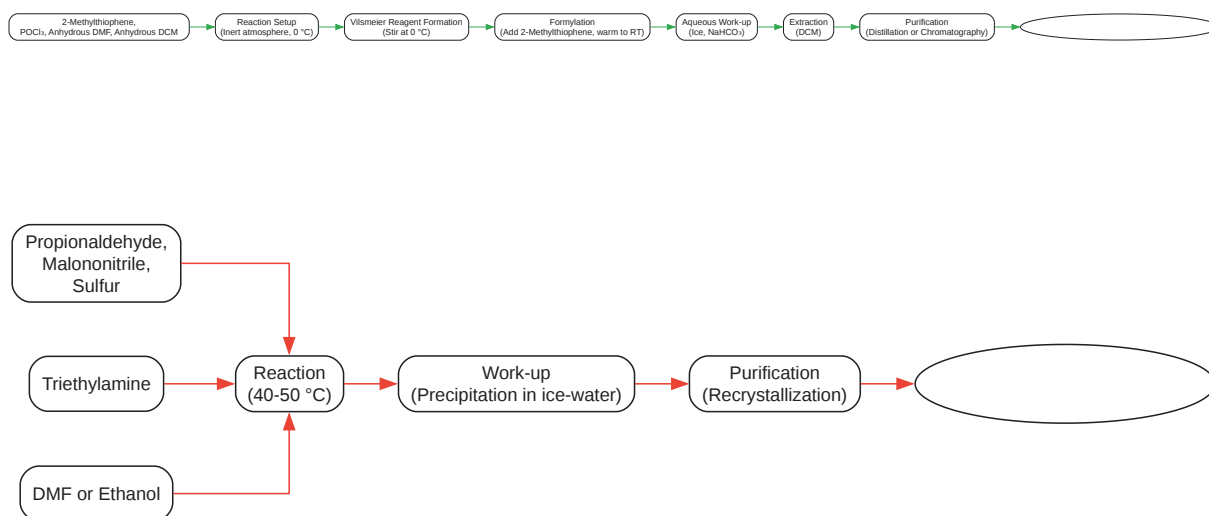 2-Methylthiophene,
POCl₃, Anhydrous DMF, Anhydrous DCM
Reaction Setup
(Inert atmosphere, 0 °C)
Vilsmeier Reagent Formation
(Stir at 0 °C)
Formylation
(Add 2-Methylthiophene, warm to RT)
Aqueous Work-up
(Ice, NaHCO₃)
Extraction
(DCM)
Purification
(Distillation or Chromatography)
Propionaldehyde,
Malononitrile,
Sulfur
Triethylamine
DMF or Ethanol
Reaction
(40-50 °C)
Work-up
(Precipitation in ice-water)
Purification
(Recrystallization)